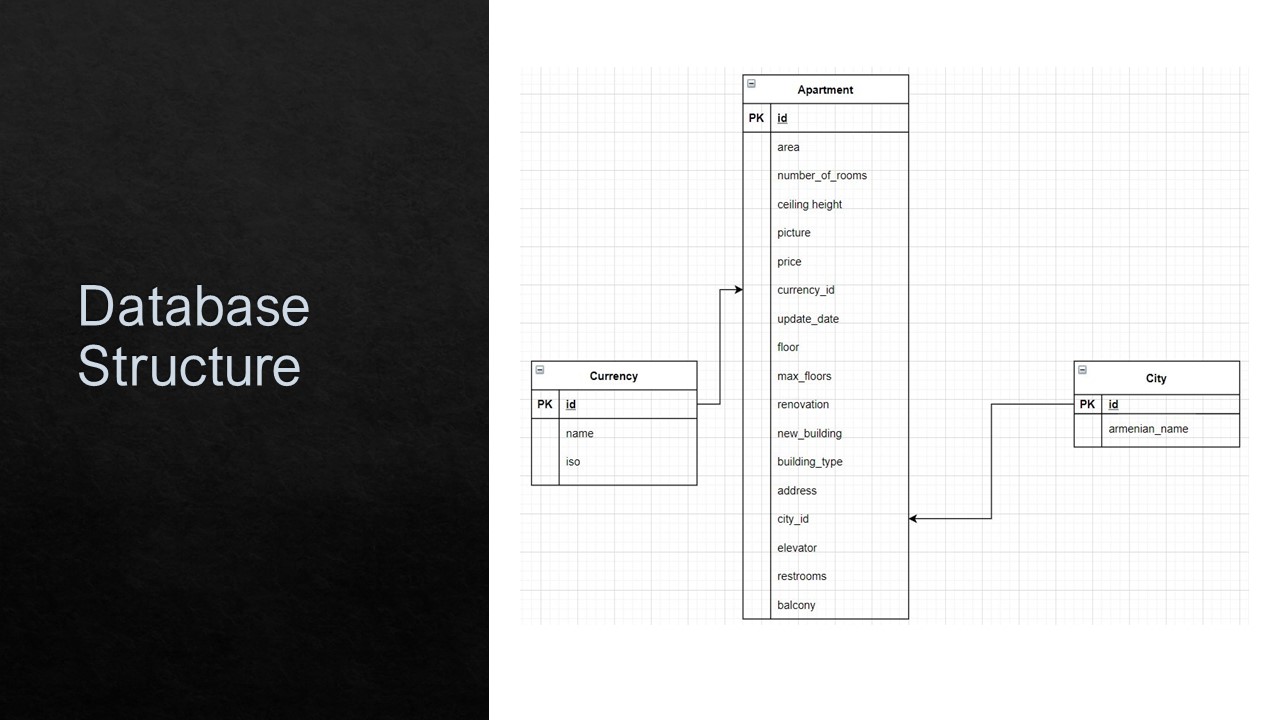 Database
Structure
Apartment
PK id
area
number_of_rooms
ceiling height
picture
price
currency_id
update_date
floor
max_floors
renovation
new_building
building_type
address
city_id
elevator
restrooms
balcony
Currency
PK id
name
iso
City
PK id
armenian_name